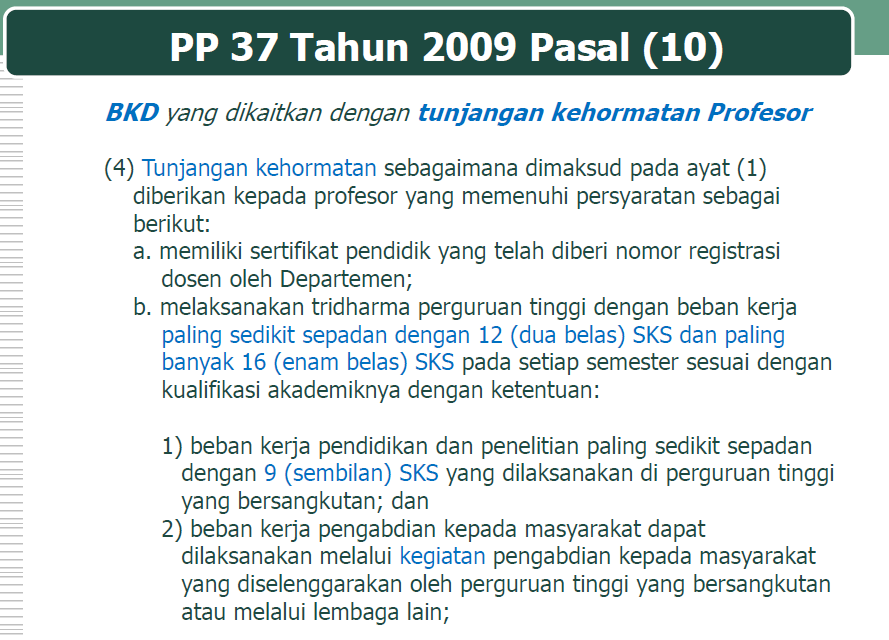 PP 37 Tahun 2009 Pasal (10)
BKD yang dikaitkan dengan tunjangan kehormatan Profesor
(4) Tunjangan kehormatan sebagaimana dimaksud pada ayat (1)
diberikan kepada profesor yang memenuhi persyaratan sebagai
berikut:
a. memiliki sertifikat pendidik yang telah diberi nomor registrasi
dosen oleh Departemen;
b. melaksanakan tridharma perguruan tinggi dengan beban kerja
paling sedikit sepadan dengan 12 (dua belas) SKS dan paling
banyak 16 (enam belas) SKS pada setiap semester sesuai dengan
kualifikasi akademiknya dengan ketentuan:
1) beban kerja pendidikan dan penelitian paling sedikit sepadan
dengan 9 (sembilan) SKS yang dilaksanakan di perguruan tinggi
yang bersangkutan; dan
2) beban kerja pengabdian kepada masyarakat dapat
dilaksanakan melalui kegiatan pengabdian kepada masyarakat
yang diselenggarakan oleh perguruan tinggi yang bersangkutan
atau melalui lembaga lain;